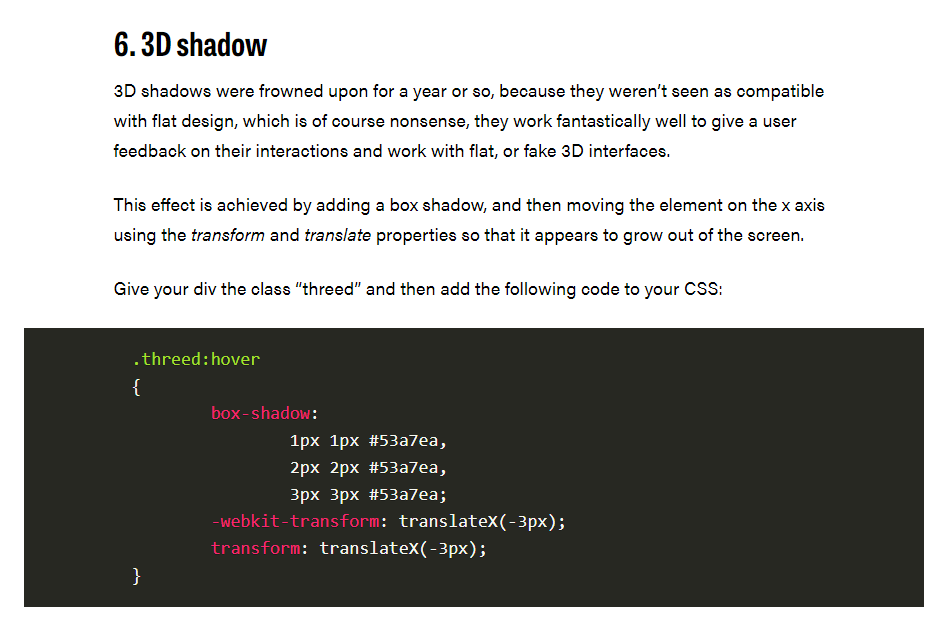 6. 3D shadow
3D shadows were frowned upon for a year or so, because they weren’t seen as compatible
with flat design, which is of course nonsense, they work fantastically well to give a user
feedback on their interactions and work with flat, or fake 3D interfaces.
This effect is achieved by adding a box shadow, and then moving the element on the x axis
using the transform and translate properties so that it appears to grow out of the screen.
Give your div the class “threed” and then add the following code to your CSS:
.threed:hover
{
box-shadow:
1px 1px #53a7ea,
2px 2px #53a7ea,
3px 3px #53a7ea;
-webkit-transform: translateX(-3px);
transform: translateX(-3px);
}